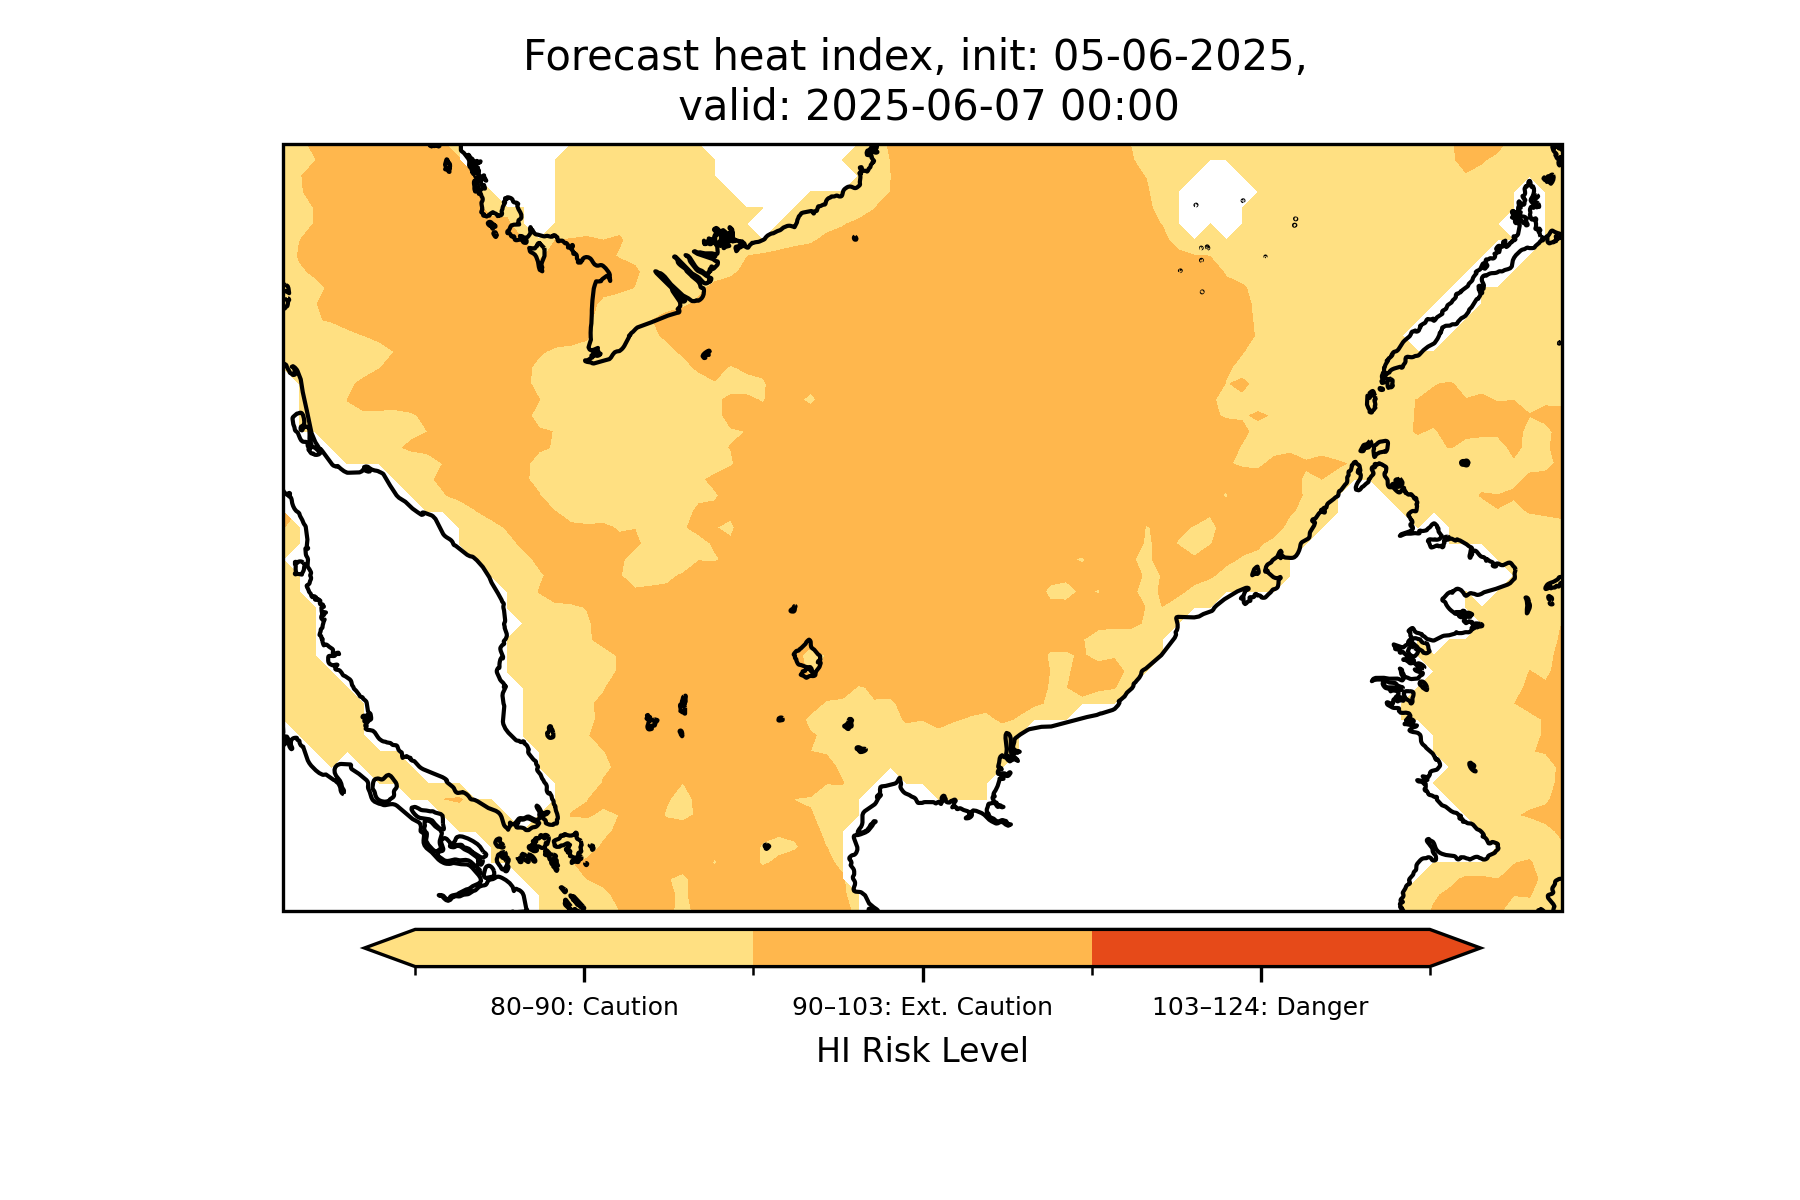 Forecast heat index, init: 05-06-2025,
valid: 2025-06-07 00:00
80–90: Caution
90–103: Ext. Caution
103–124: Danger
HI Risk Level